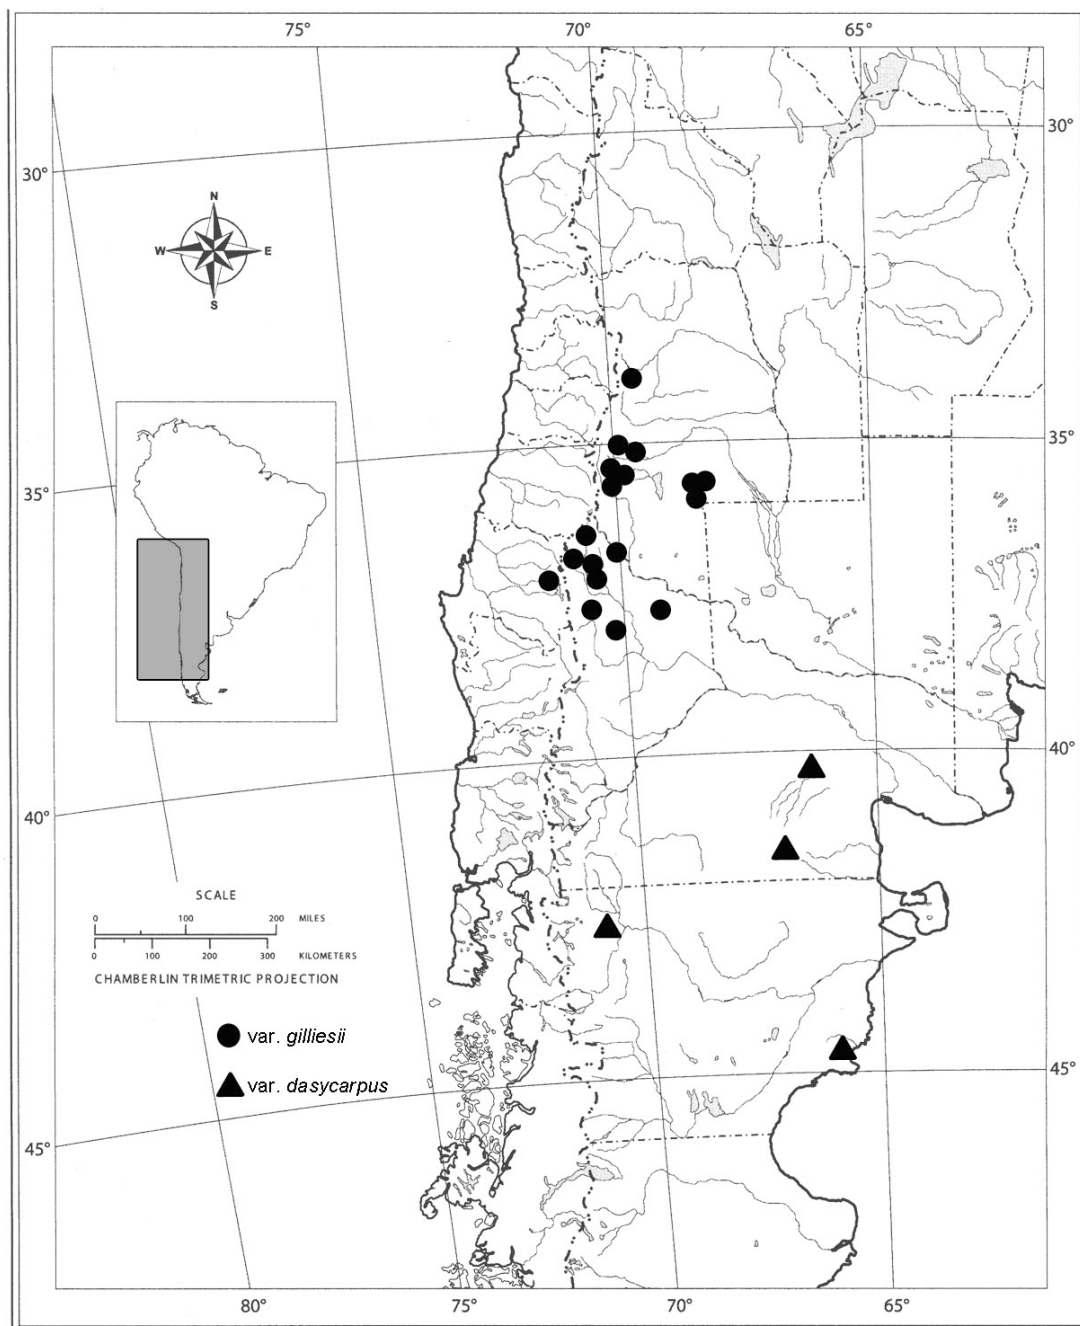 75° 70° 65°
30° 30°
N
W E
S
35° 35°
40° 40°
SCALE
0 100 200 MILES
0 100 200 300 KILOMETERS
CHAMBERLIN TRIMETRIC PROJECTION
var. gilliesii
var. dasycarpus
45° 45°
80° 75° 70° 65°